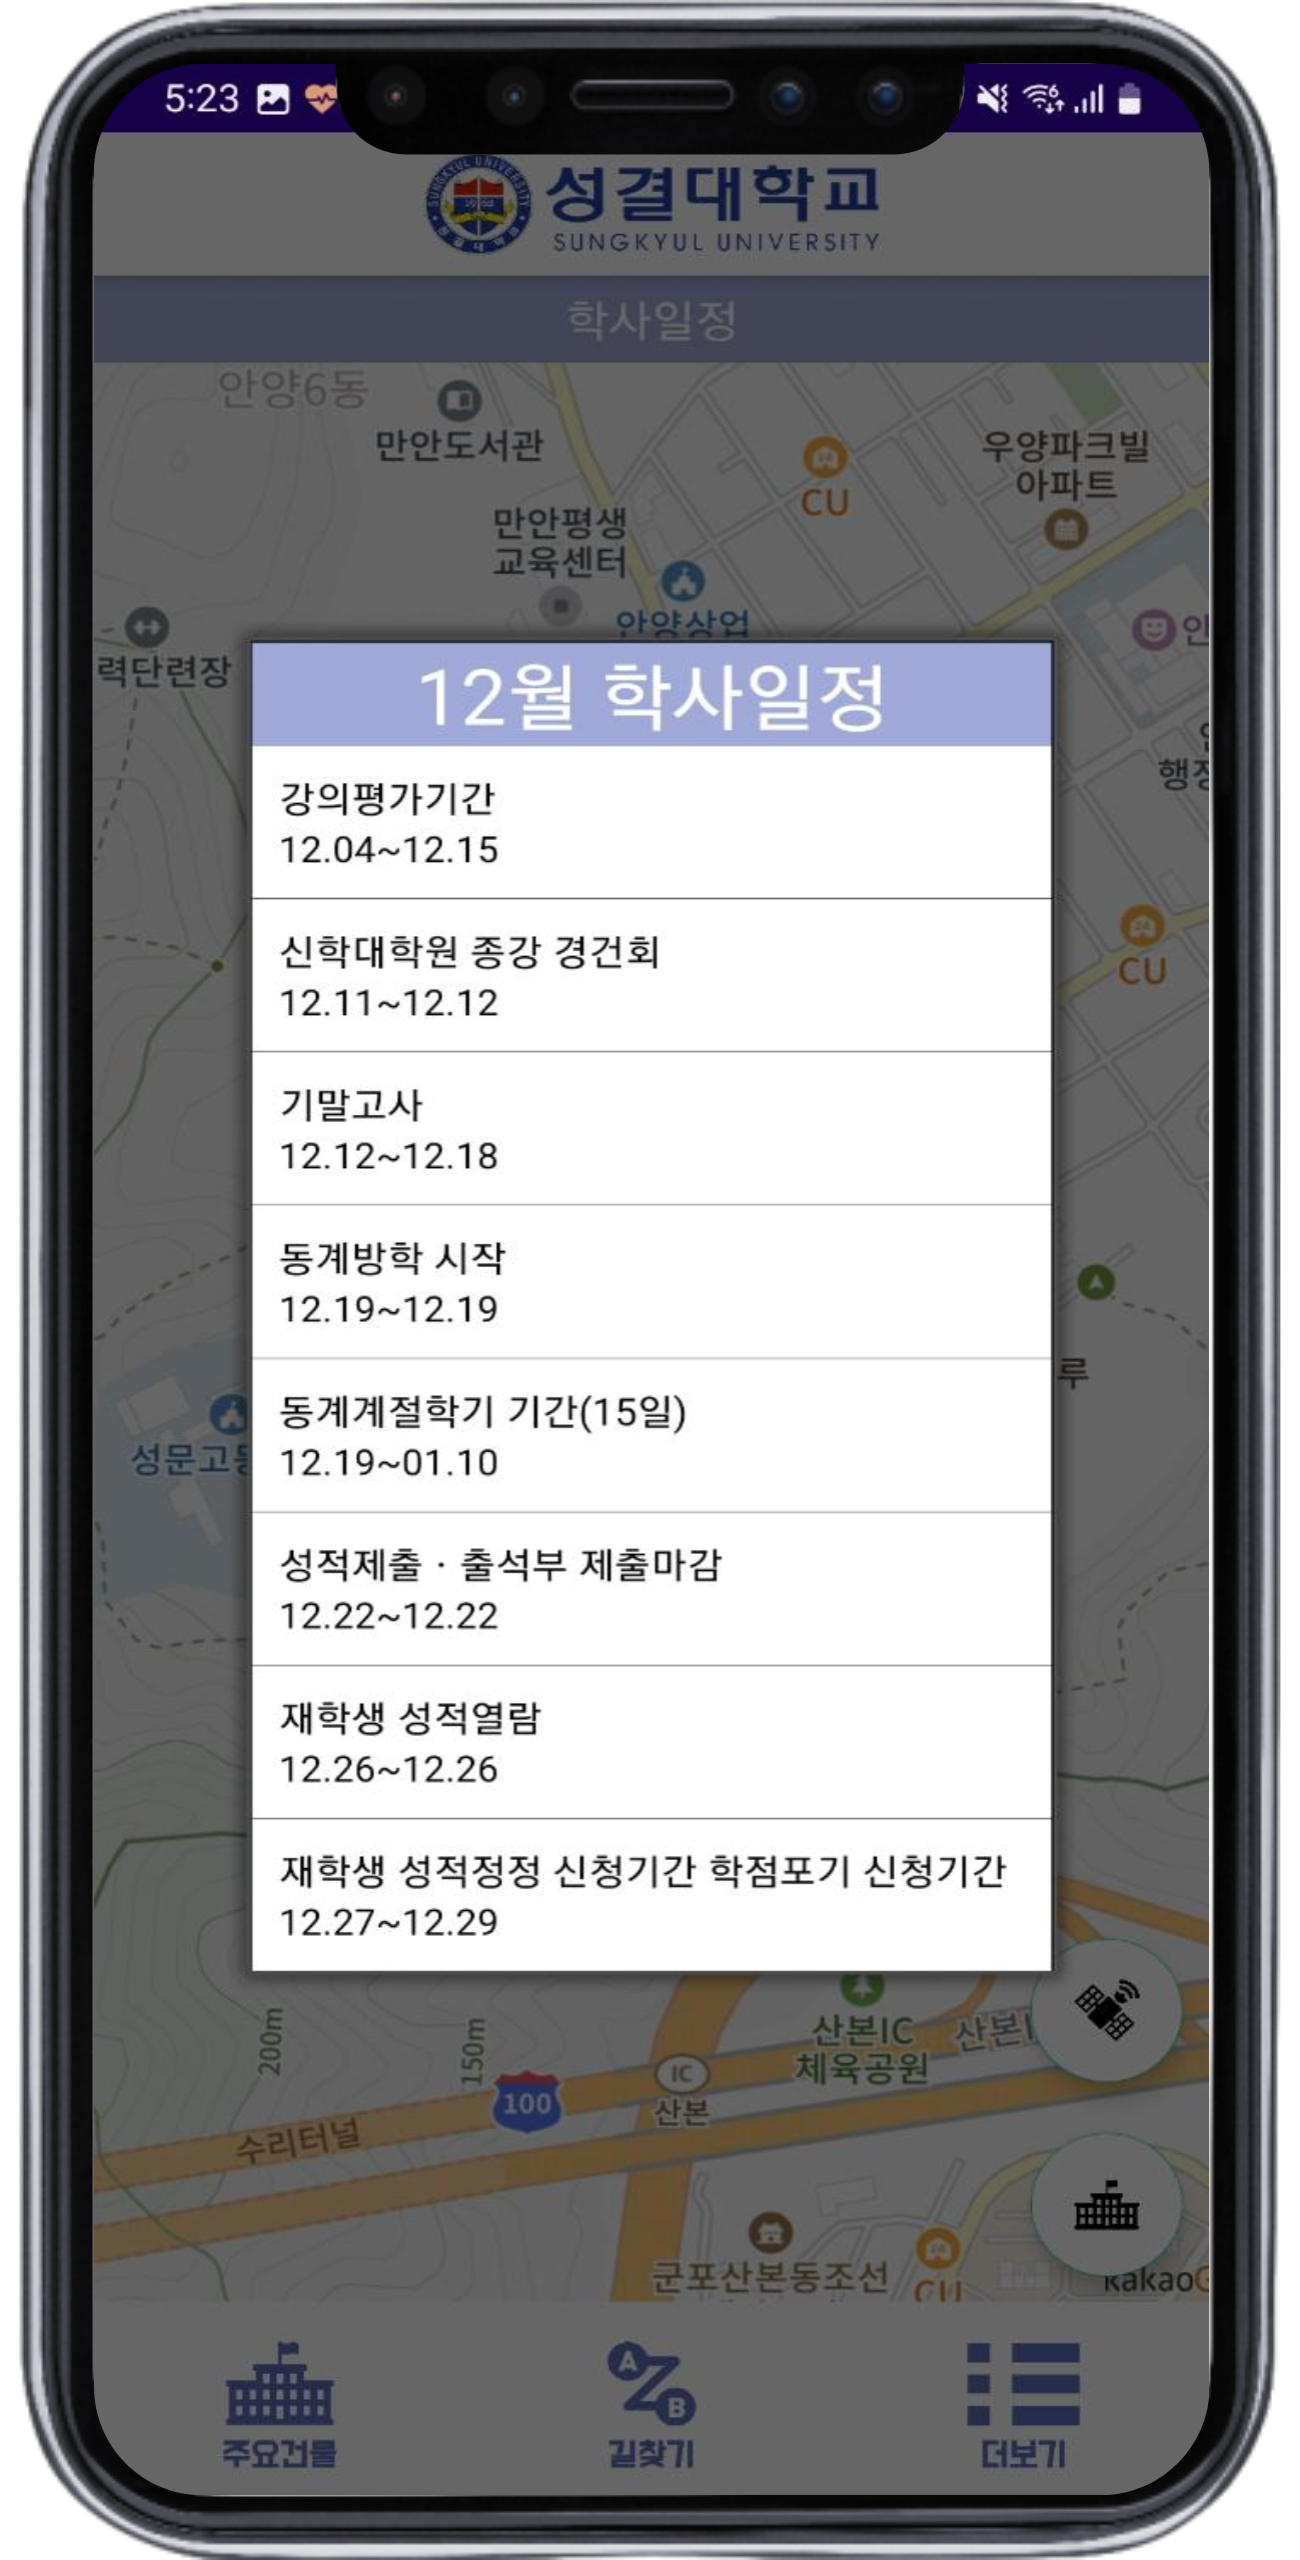 5:23
성결대학교
SUNGKYUL UNIVERSITY
학사일정
안양6동
만안도서관
CU
우양파크빌
아파트
만안평생
교육센터
안양상업
력단련장
12월 학사일정
강의평가기간
12.04~12.15
신학대학원 종강 경건회
12.11~12.12
CU
기말고사
12.12~12.18
동계방학 시작
12.19~12.19
루
동계계절학기 기간(15일)
12.19~01.10
성문고등
성적제출 · 출석부 제출마감
12.22~12.22
재학생 성적열람
12.26~12.26
재학생 성적정정 신청기간 학점포기 신청기간
12.27~12.29
200m
150m
산본IC
체육공원
산본I
IC
산본
100
수리터널
군포산본동조선
CU
kakao
주요건물
길찾기
더보기